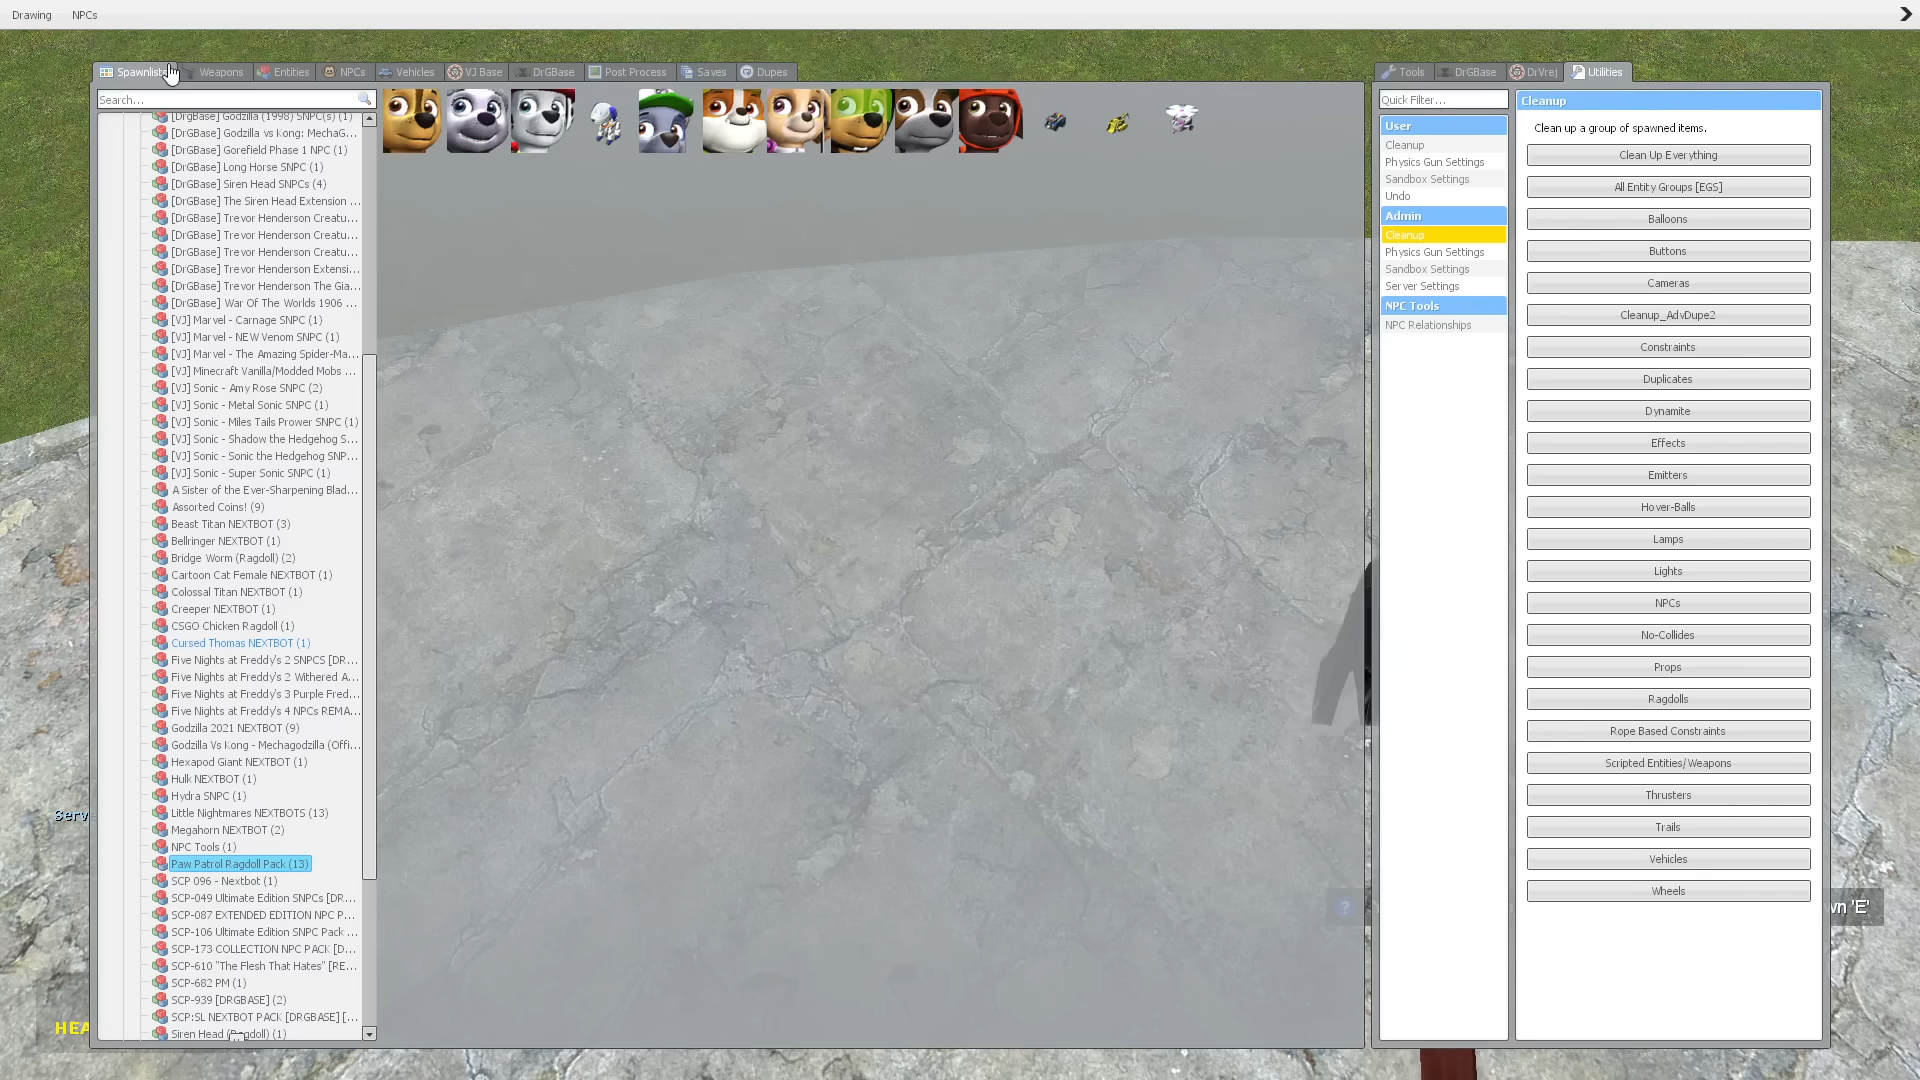 Drawing NPCs
Spawnlists Weapons Entities NPCs Vehicles VJ Base DrGBase Post Process Saves Dupes
Tools DrGBase DrVrej Utilities
Search...
[DrGBase] Godzilla (1998) SNPC(s) (1)
[DrGBase] Godzilla vs Kong: MechaG...
[DrGBase] Gorefield Phase 1 NPC (1)
[DrGBase] Long Horse SNPC (1)
[DrGBase] Siren Head SNPCs (4)
[DrGBase] The Siren Head Extension ...
[DrGBase] Trevor Henderson Creatu...
[DrGBase] Trevor Henderson Creatu...
[DrGBase] Trevor Henderson Creatu...
[DrGBase] Trevor Henderson Extensi...
[DrGBase] Trevor Henderson The Gia...
[DrGBase] War Of The Worlds 1906 ...
[VJ] Marvel - Carnage SNPC (1)
[VJ] Marvel - NEW Venom SNPC (1)
[VJ] Marvel - The Amazing Spider-Ma...
[VJ] Minecraft Vanilla/Modded Mobs ...
[VJ] Sonic - Amy Rose SNPC (2)
[VJ] Sonic - Metal Sonic SNPC (1)
[VJ] Sonic - Miles Tails Prower SNPC (1)
[VJ] Sonic - Shadow the Hedgehog S...
[VJ] Sonic - Sonic the Hedgehog SNP...
[VJ] Sonic - Super Sonic SNPC (1)
A Sister of the Ever-Sharpening Blad...
Assorted Coins! (9)
Beast Titan NEXTBOT (3)
Bellringer NEXTBOT (1)
Bridge Worm (Ragdoll) (2)
Cartoon Cat Female NEXTBOT (1)
Colossal Titan NEXTBOT (1)
Creeper NEXTBOT (1)
CSGO Chicken Ragdoll (1)
Cursed Thomas NEXTBOT (1)
Five Nights at Freddy's 2 SNPCS [DR...
Five Nights at Freddy's 2 Withered A...
Five Nights at Freddy's 3 Purple Fred...
Five Nights at Freddy's 4 NPCs REMA...
Godzilla 2021 NEXTBOT (9)
Godzilla Vs Kong - Mechagodzilla (Offi...
Hexapod Giant NEXTBOT (1)
Hulk NEXTBOT (1)
Hydra SNPC (1)
Little Nightmares NEXTBOTS (13)
Megahorn NEXTBOT (2)
NPC Tools (1)
Paw Patrol Ragdoll Pack (13)
SCP 096 - Nextbot (1)
SCP-049 Ultimate Edition SNPCs [DR...
SCP-087 EXTENDED EDITION NPC P...
SCP-106 Ultimate Edition SNPC Pack ...
SCP-173 COLLECTION NPC PACK [D...
SCP-610 "The Flesh That Hates" [RE...
SCP-682 PM (1)
SCP-939 [DRGBASE] (2)
SCP:SL NEXTBOT PACK [DRGBASE] [...
Siren Head (Ragdoll) (1)
Serv
HEA
Quick Filter...
User
Cleanup
Physics Gun Settings
Sandbox Settings
Undo
Admin
Cleanup
Physics Gun Settings
Sandbox Settings
Server Settings
NPC Tools
NPC Relationships
Cleanup
Clean up a group of spawned items.
Clean Up Everything
All Entity Groups [EGS]
Balloons
Buttons
Cameras
Cleanup_AdvDupe2
Constraints
Duplicates
Dynamite
Effects
Emitters
Hover-Balls
Lamps
Lights
NPCs
No-Collides
Props
Ragdolls
Rope Based Constraints
Scripted Entities/Weapons
Thrusters
Trails
Vehicles
Wheels
?
wn 'E'